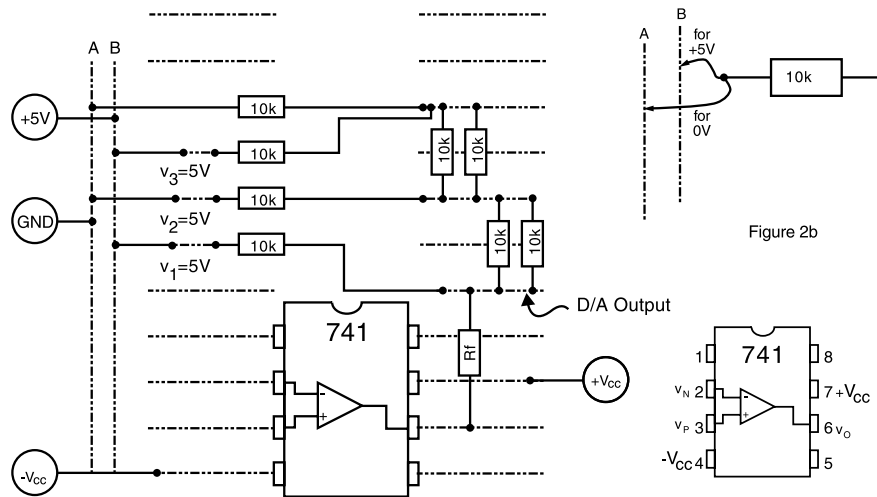 A B
+5V
10k
10k
v3=5V
10k
10k
10k
v2=5V
GND
10k
10k
10k
v1=5V
D/A Output
741
Rf
+VCC
-VCC
A
B
for
+5V
10k
for
0V
Figure 2b
741
1
8
vN 2
7 +VCC
vP 3
6 vO
-VCC 4
5